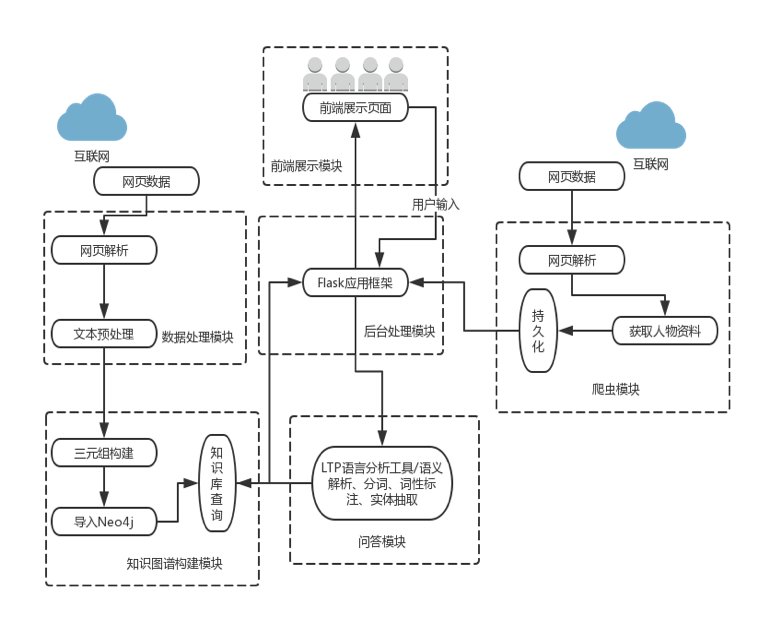 前端展示页面
前端展示模块
互联网
网页数据
互联网
网页数据
用户输入
网页解析
文本预处理
数据处理模块
Flask应用框架
后台处理模块
网页解析
持
久
化
获取人物资料
爬虫模块
三元组构建
导入Neo4j
知
识
库
查
询
知识图谱构建模块
LTP语言分析工具/语义
解析、分词、词性标
注、实体抽取
问答模块